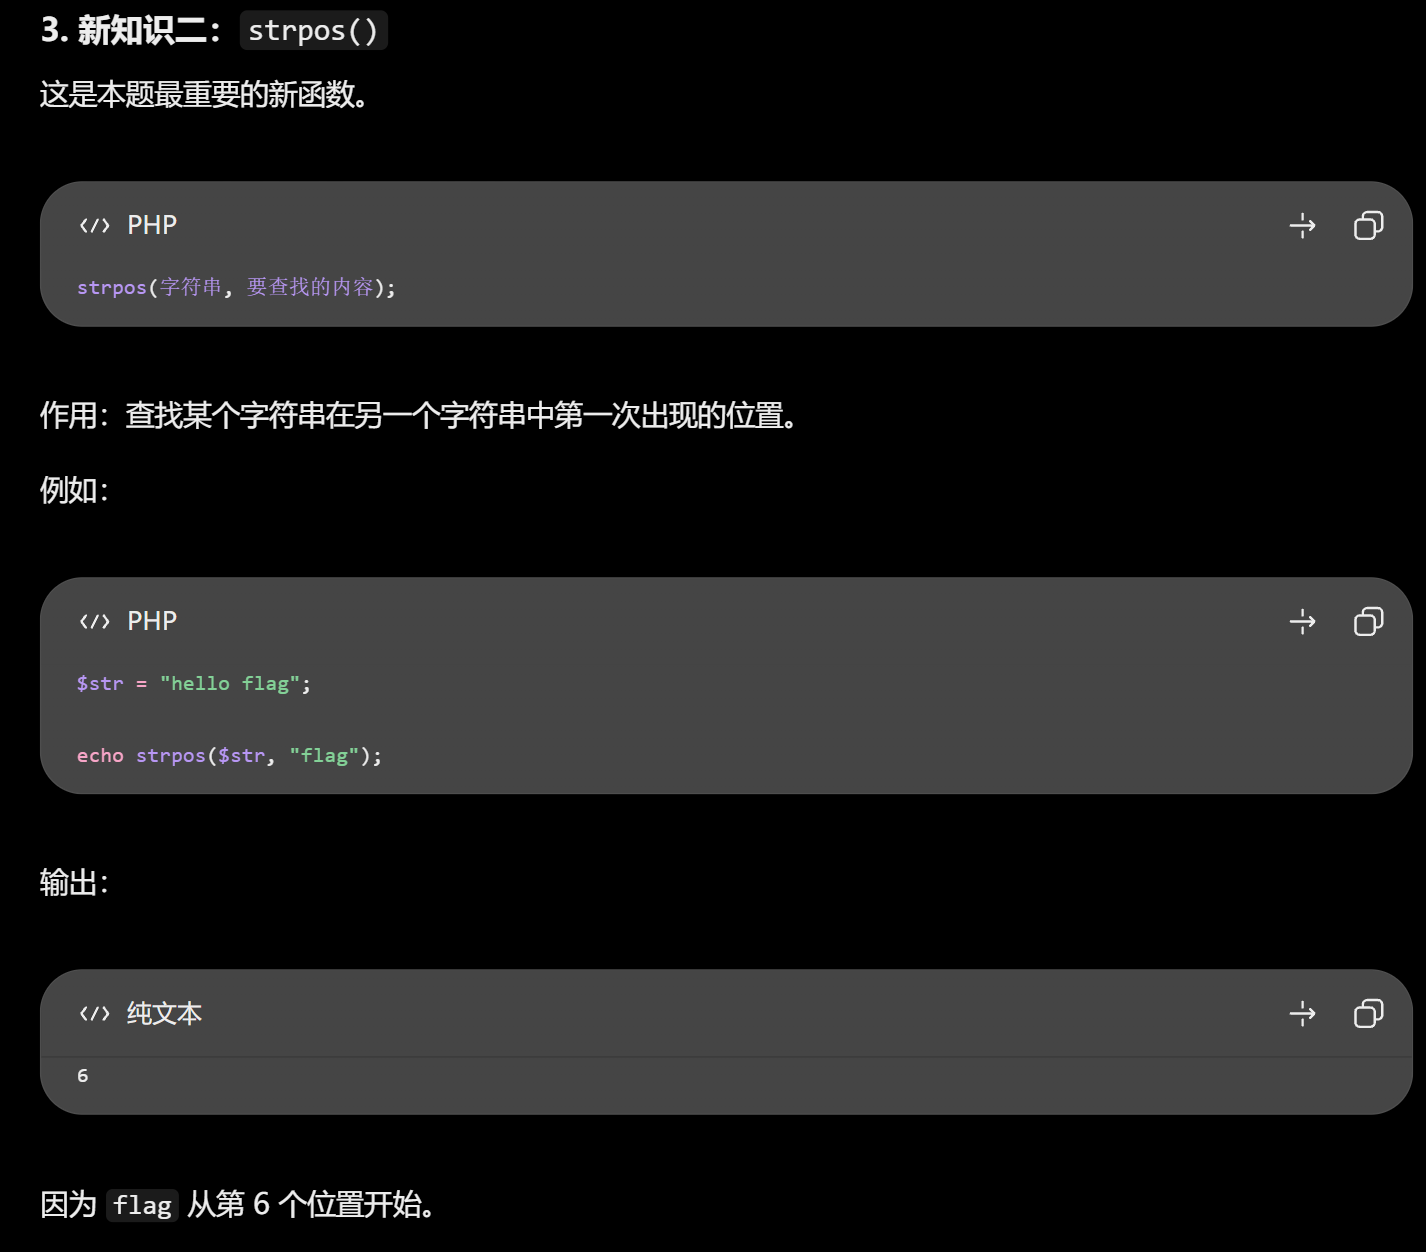 3. 新知识二：strpos()
这是本题最重要的新函数。
</> PHP
strpos(字符串, 要查找的内容);
作用：查找某个字符串在另一个字符串中第一次出现的位置。
例如：
</> PHP
$str = "hello flag";
echo strpos($str, "flag");
输出：
</> 纯文本
6
因为 flag 从第 6 个位置开始。